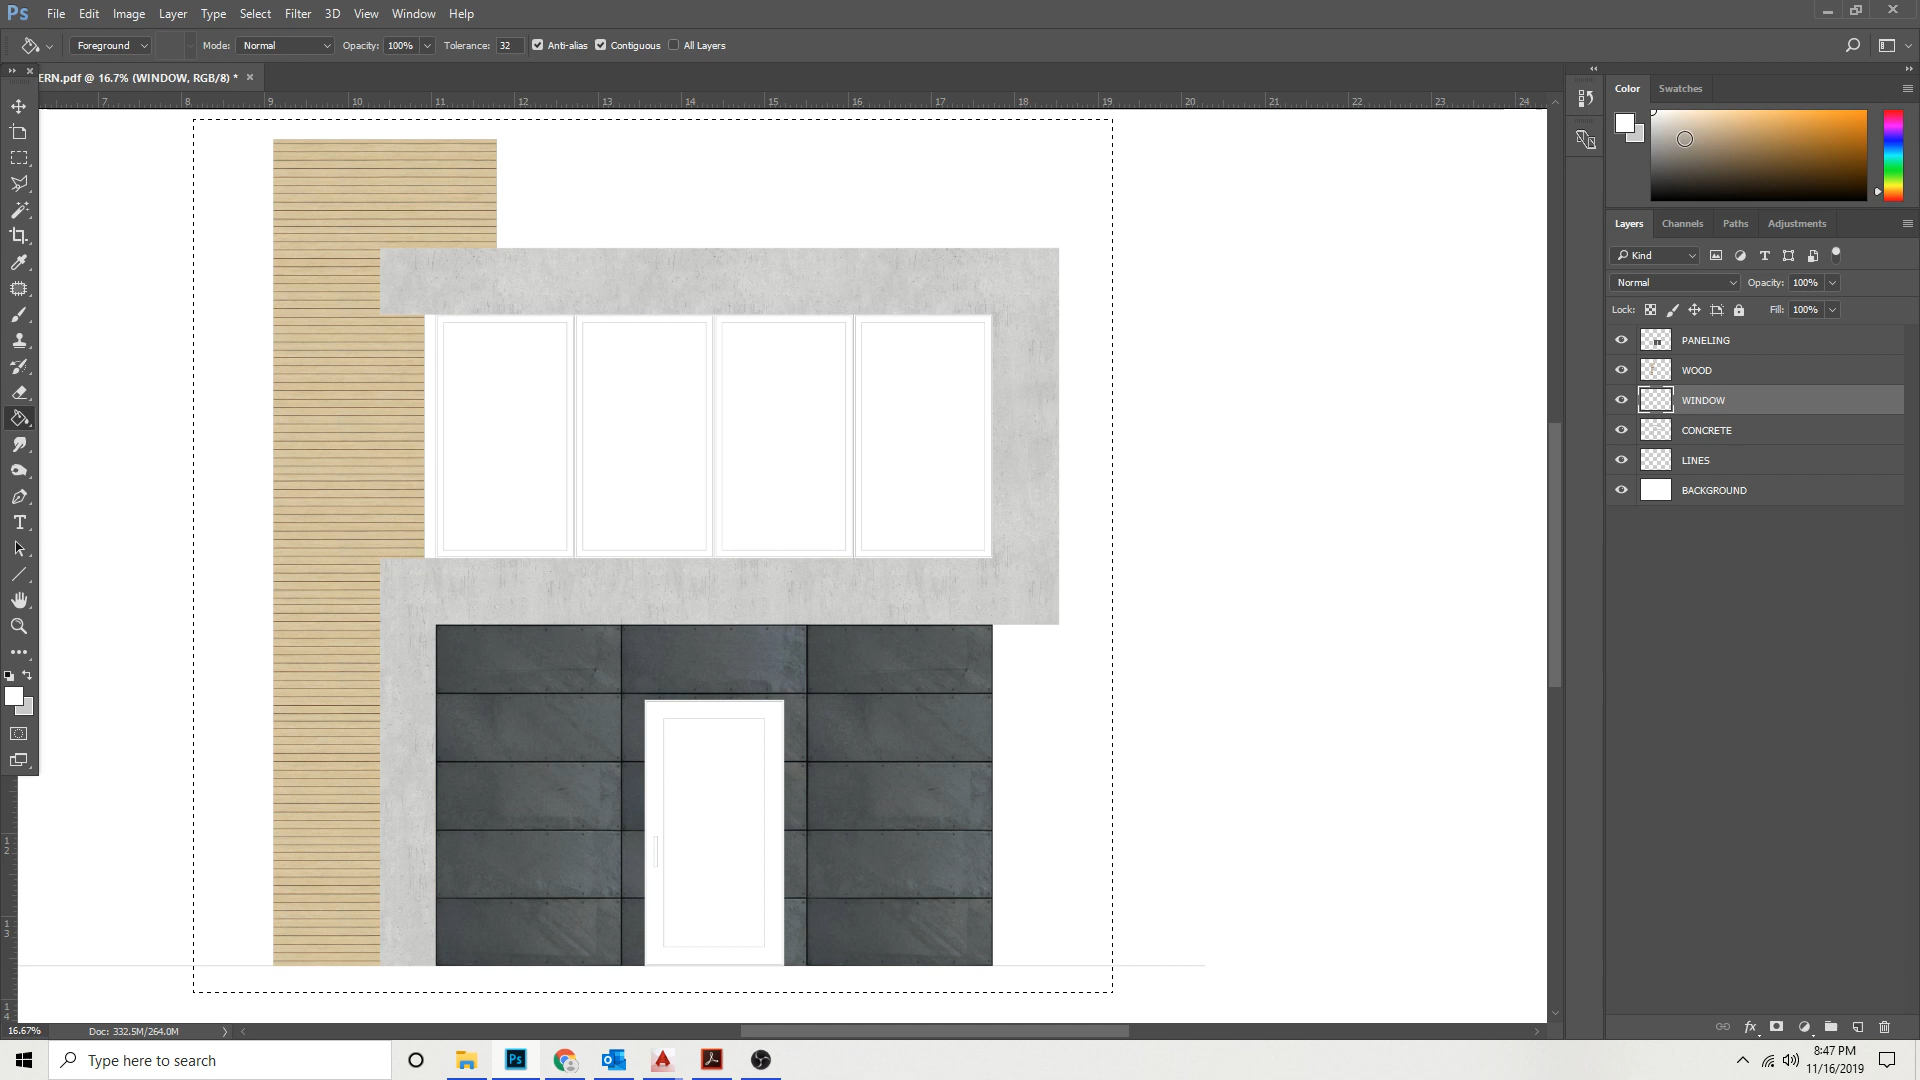 Ps File Edit Image Layer Type Select Filter 3D View Window Help
Foreground Mode: Normal Opacity: 100% Tolerance: 32 Anti-alias Contiguous All Layers
ERN.pdf @ 16.7% (WINDOW, RGB/8) * ×
7 8 9 10 11 12 13 14 15 16 17 18 19 20 21 22 23 24
Color Swatches
Layers Channels Paths Adjustments
Kind
Normal Opacity: 100%
Lock: Fill: 100%
PANELING
WOOD
WINDOW
CONCRETE
LINES
BACKGROUND
12
13
14
16.67% Doc: 332.5M/264.0M
Type here to search
8:47 PM
11/16/2019